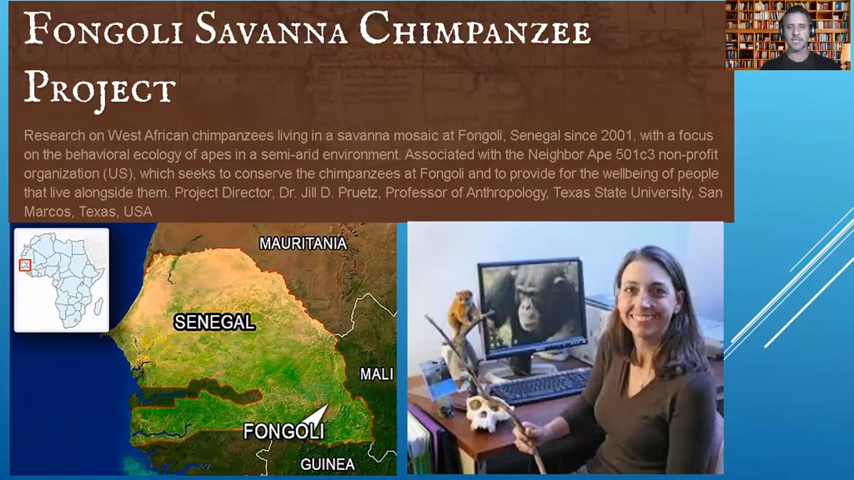 Fongoli Savanna Chimpanzee
Project
Research on West African chimpanzees living in a savanna mosaic at Fongoli, Senegal since 2001, with a focus
on the behavioral ecology of apes in a semi-arid environment. Associated with the Neighbor Ape 501c3 non-profit
organization (US), which seeks to conserve the chimpanzees at Fongoli and to provide for the wellbeing of people
that live alongside them. Project Director, Dr. Jill D. Pruetz, Professor of Anthropology, Texas State University, San
Marcos, Texas, USA
MAURITANIA
SENEGAL
MALI
FONGOLI
GUINEA